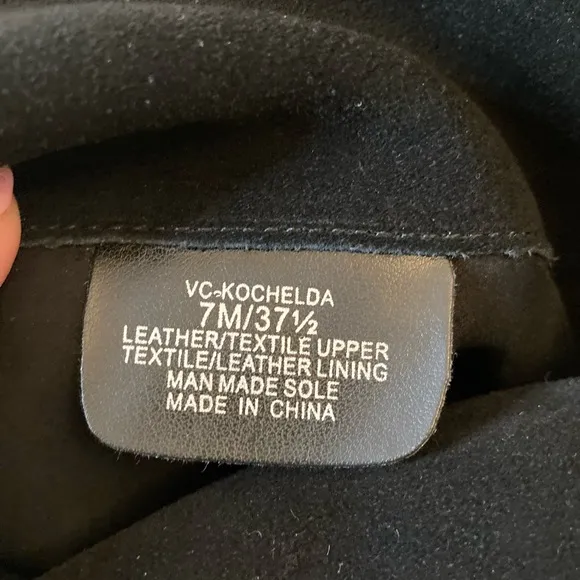 VC-KOCHELDA
7M/37½
LEATHER/TEXTILE UPPER
TEXTILE/LEATHER LINING
MAN MADE SOLE
MADE IN CHINA